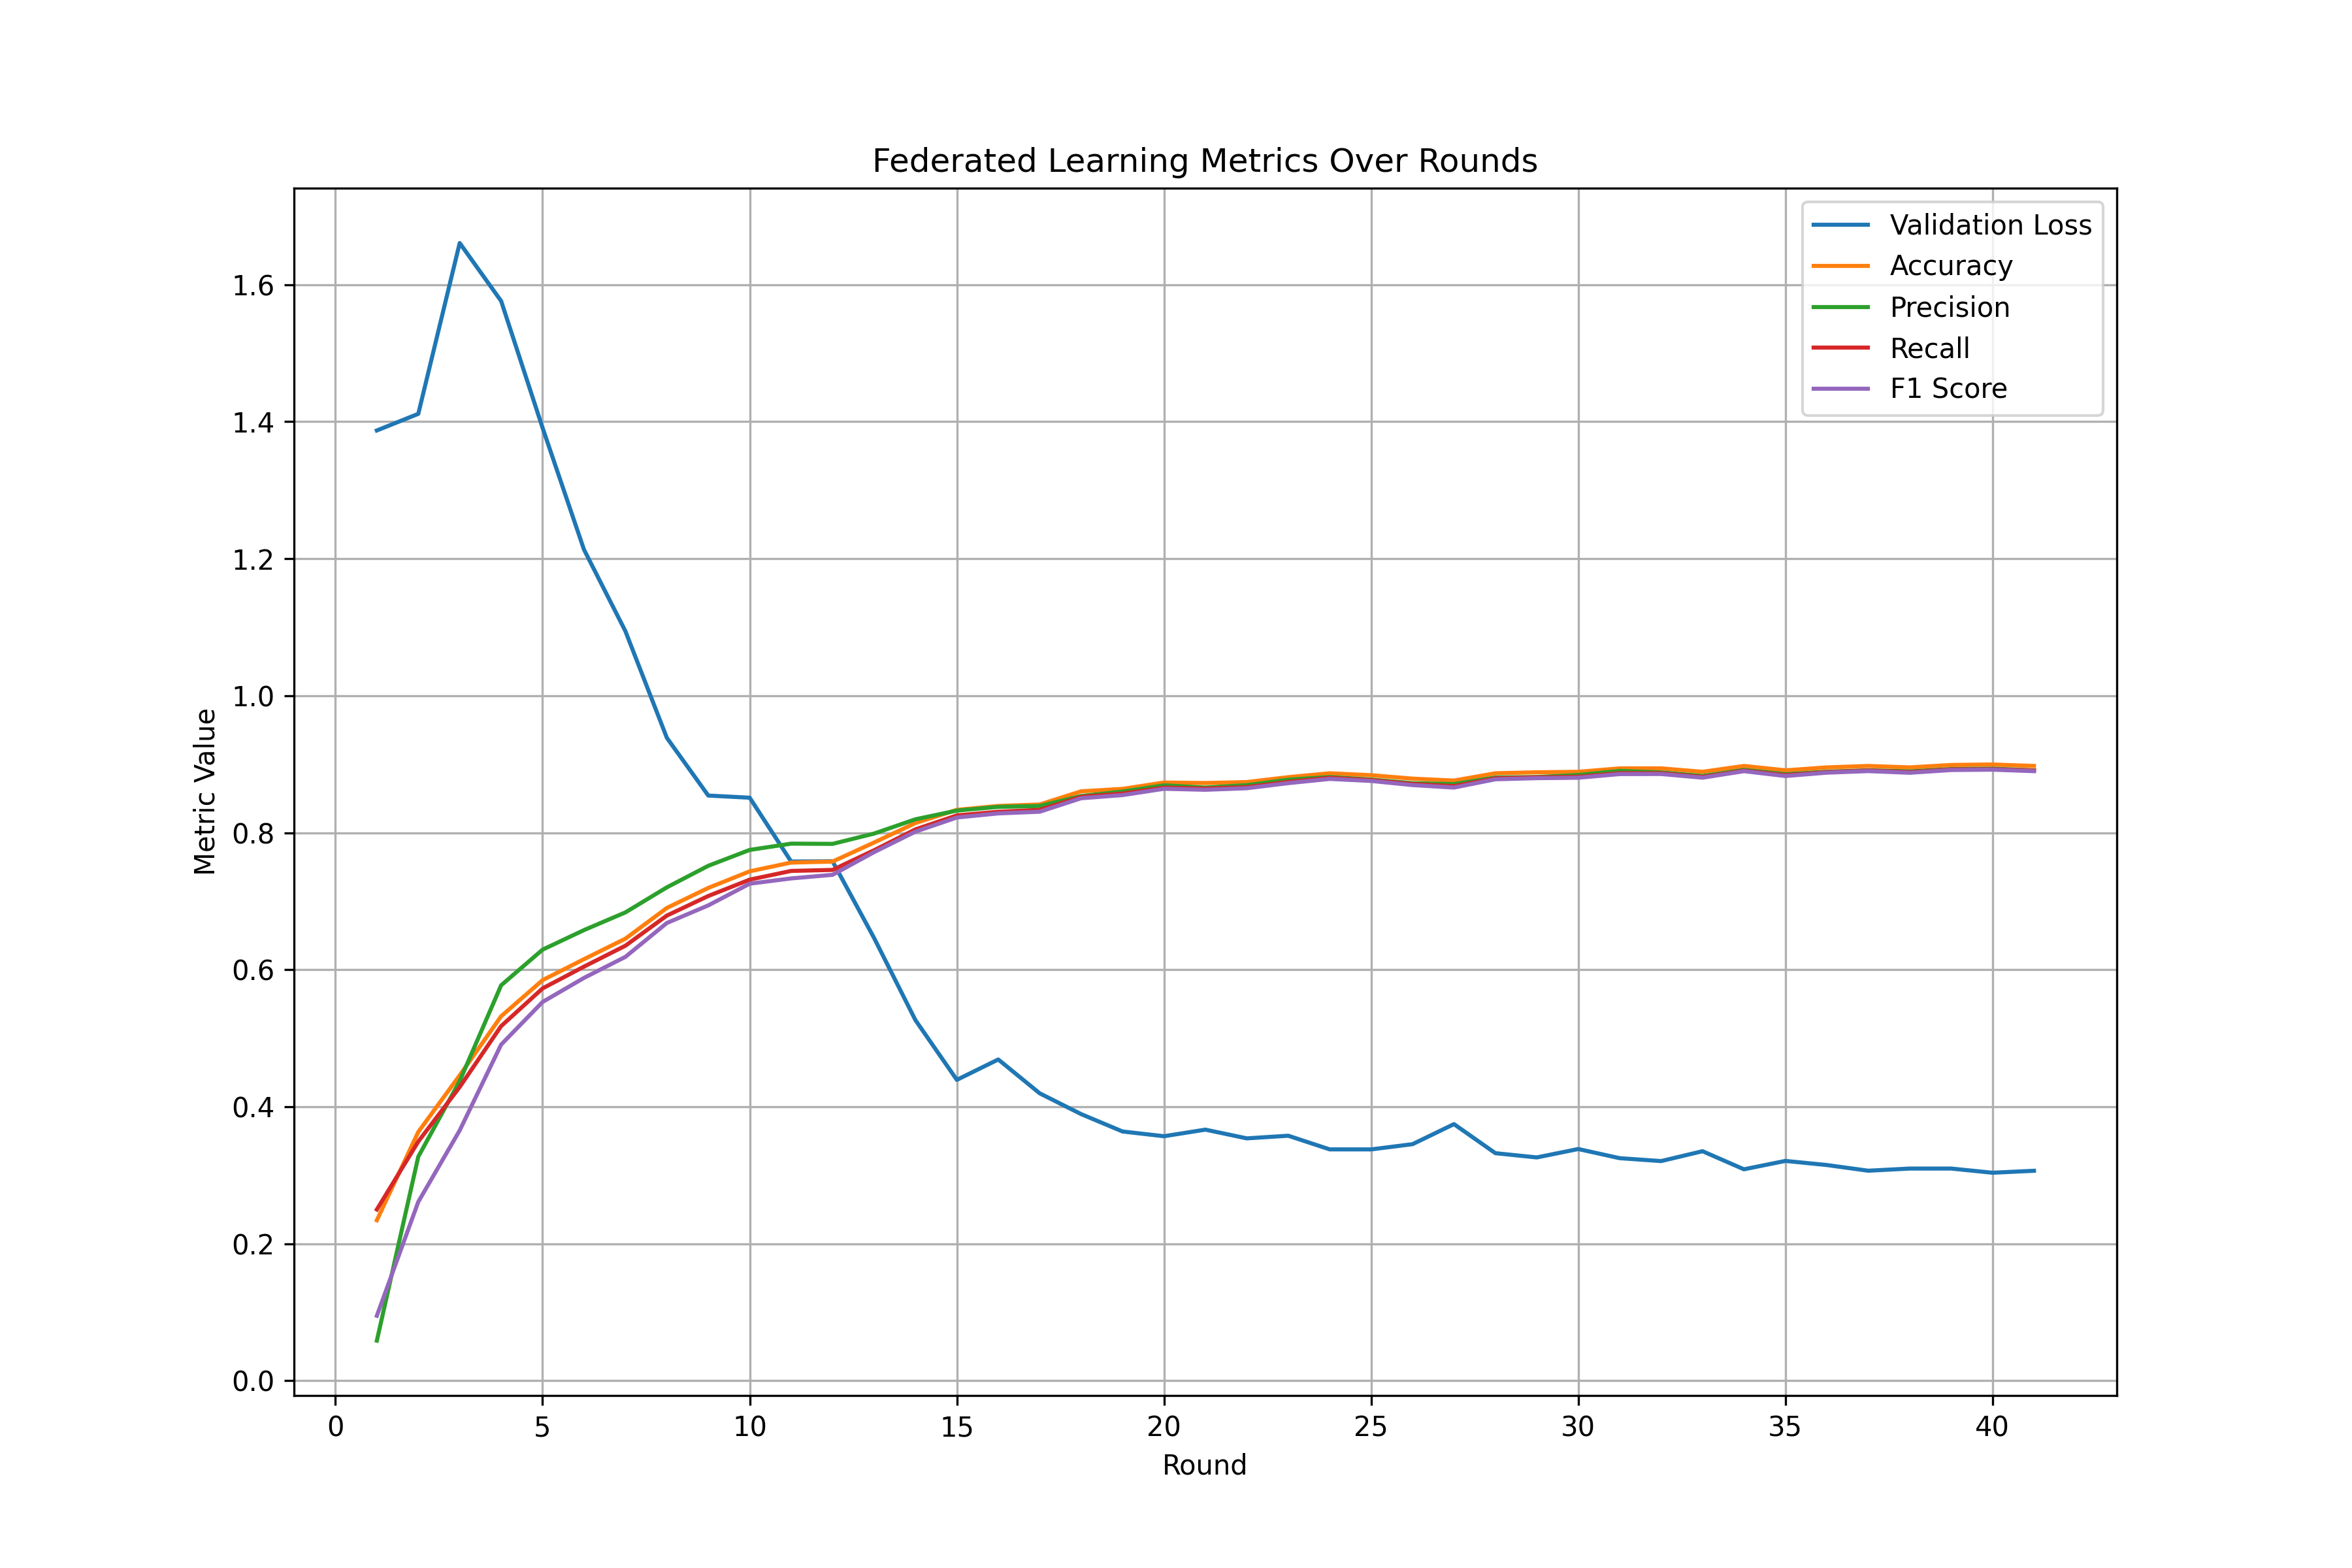 Federated Learning Metrics Over Rounds
Validation Loss
Accuracy
Precision
Recall
F1 Score
Metric Value
1.6
1.4
1.2
1.0
0.8
0.6
0.4
0.2
0.0
0 5 10 15 20 25 30 35 40
Round